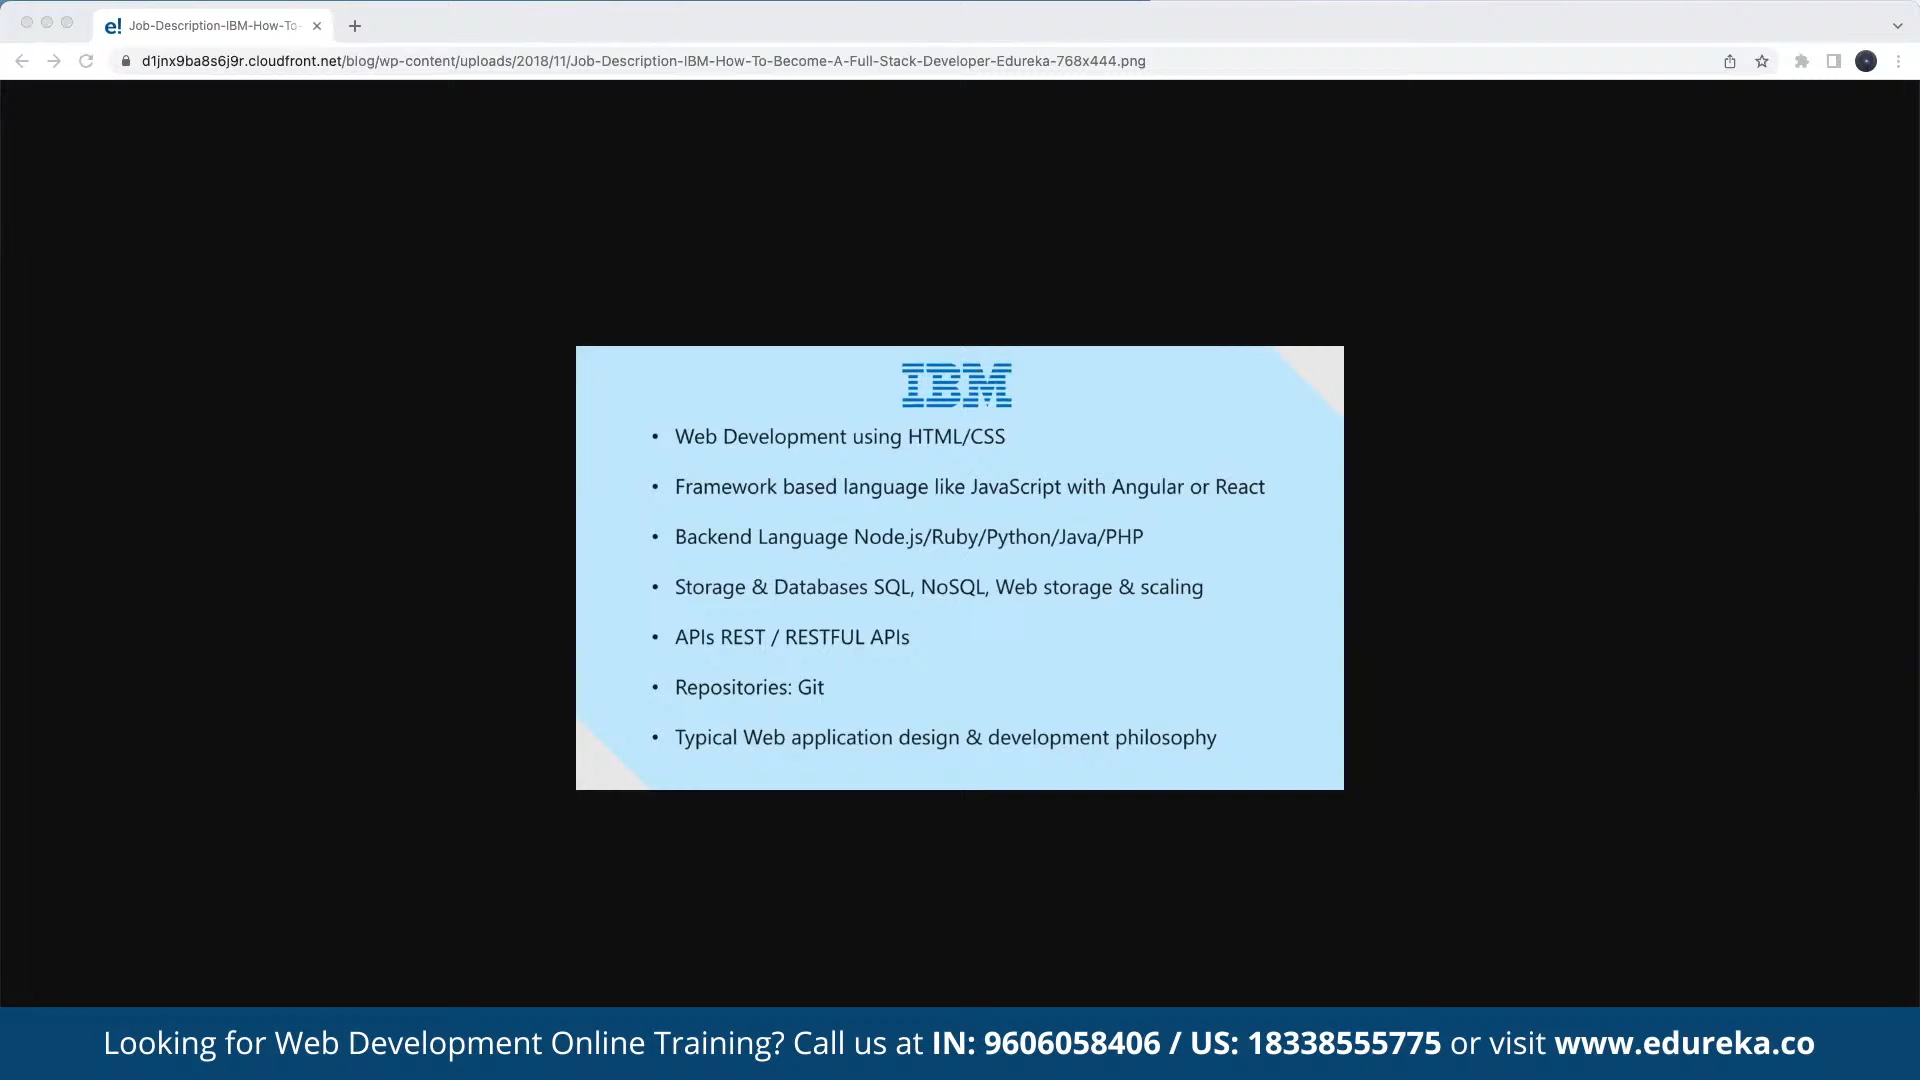 e! Job-Description-IBM-How-To-
d1jnx9ba8s6j9r.cloudfront.net/blog/wp-content/uploads/2018/11/Job-Description-IBM-How-To-Become-A-Full-Stack-Developer-Edureka-768x444.png
IBM
• Web Development using HTML/CSS
• Framework based language like JavaScript with Angular or React
• Backend Language Node.js/Ruby/Python/Java/PHP
• Storage & Databases SQL, NoSQL, Web storage & scaling
• APIs REST / RESTFUL APIs
• Repositories: Git
• Typical Web application design & development philosophy
Looking for Web Development Online Training? Call us at IN: 9606058406 / US: 18338555775 or visit www.edureka.co